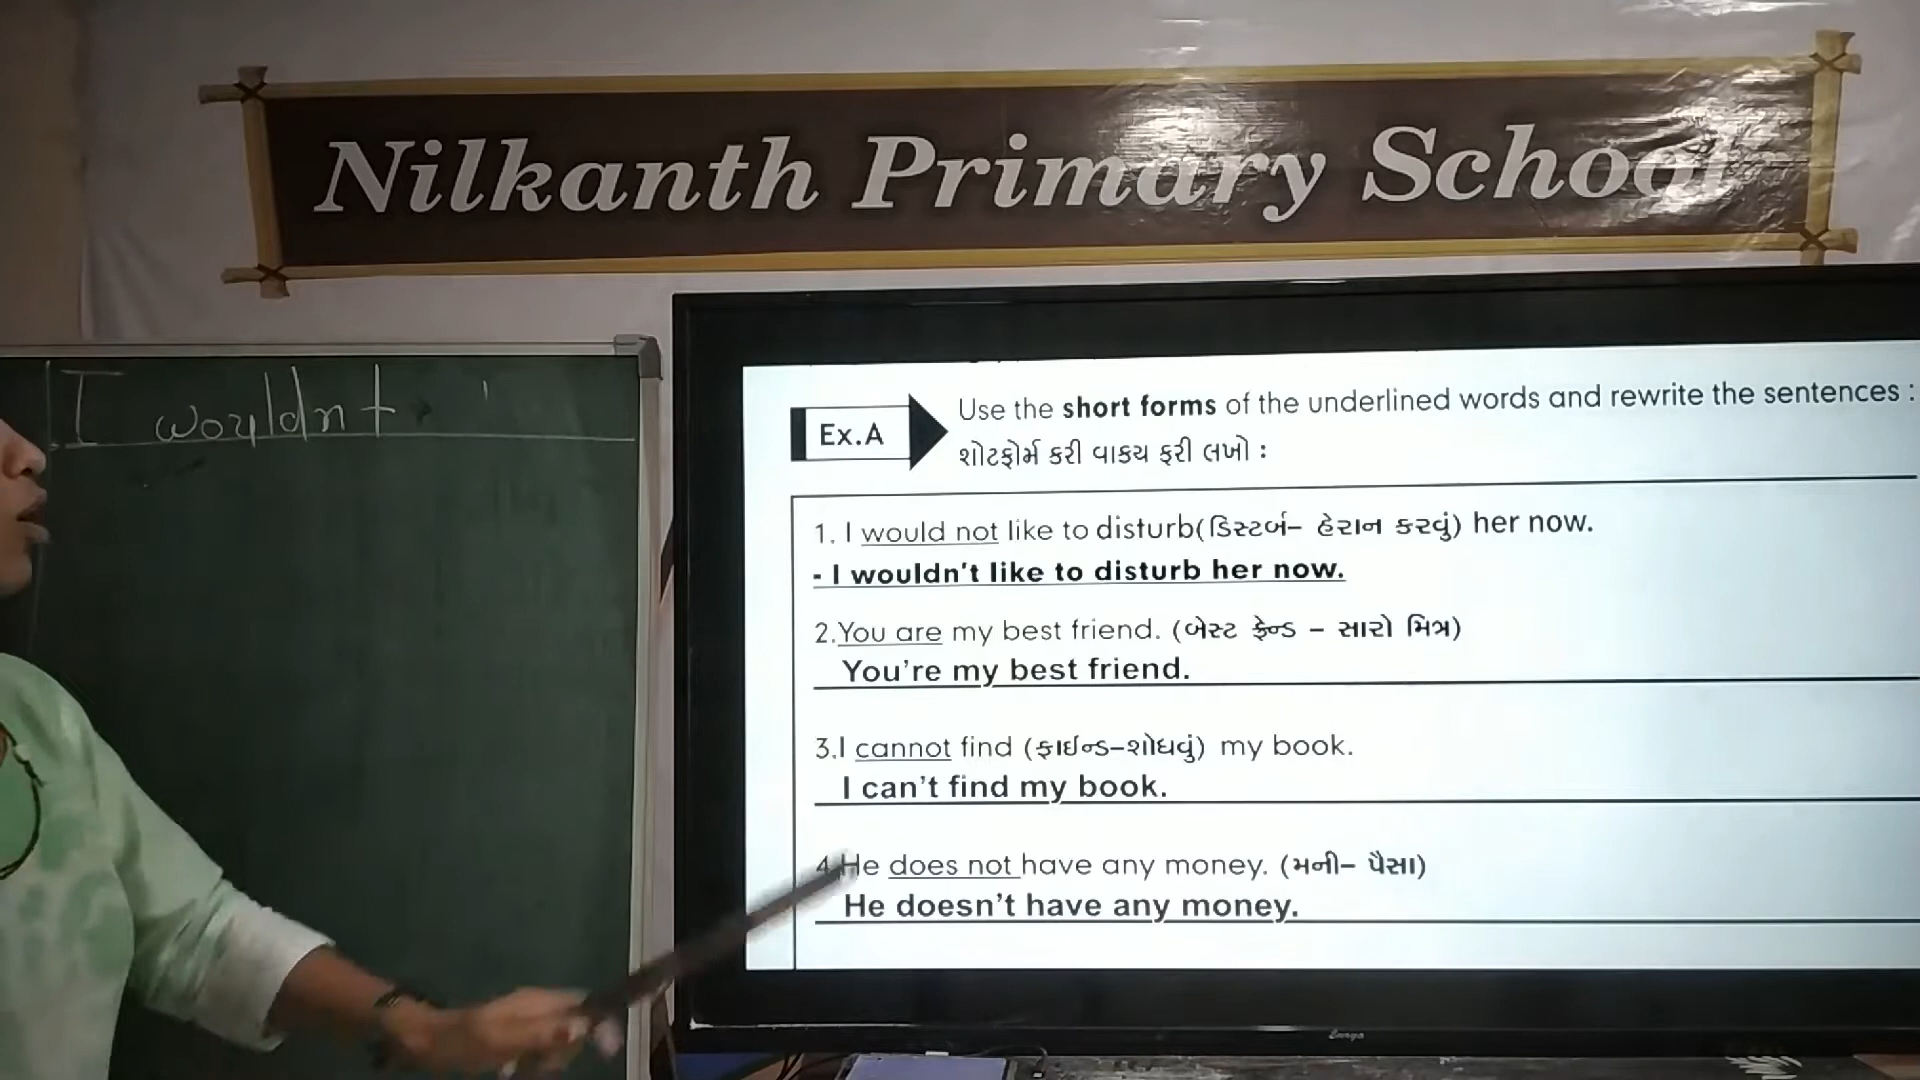 Nilkanth Primary School
I wouldnt
Ex.A
Use the short forms of the underlined words and rewrite the sentences :
શોટફોર્મ કરી વાકય ફરી લખો :
1. I would not like to disturb(ડિસ્ટર્બ– હેરાન કરવું) her now.
- I wouldn't like to disturb her now.
2.You are my best friend. (બેસ્ટ ફ્રેન્ડ – સારો મિત્ર)
You're my best friend.
3.I cannot find (ફાઈન્ડ–શોધવું) my book.
I can't find my book.
4.He does not have any money. (મની– પૈસા)
He doesn't have any money.